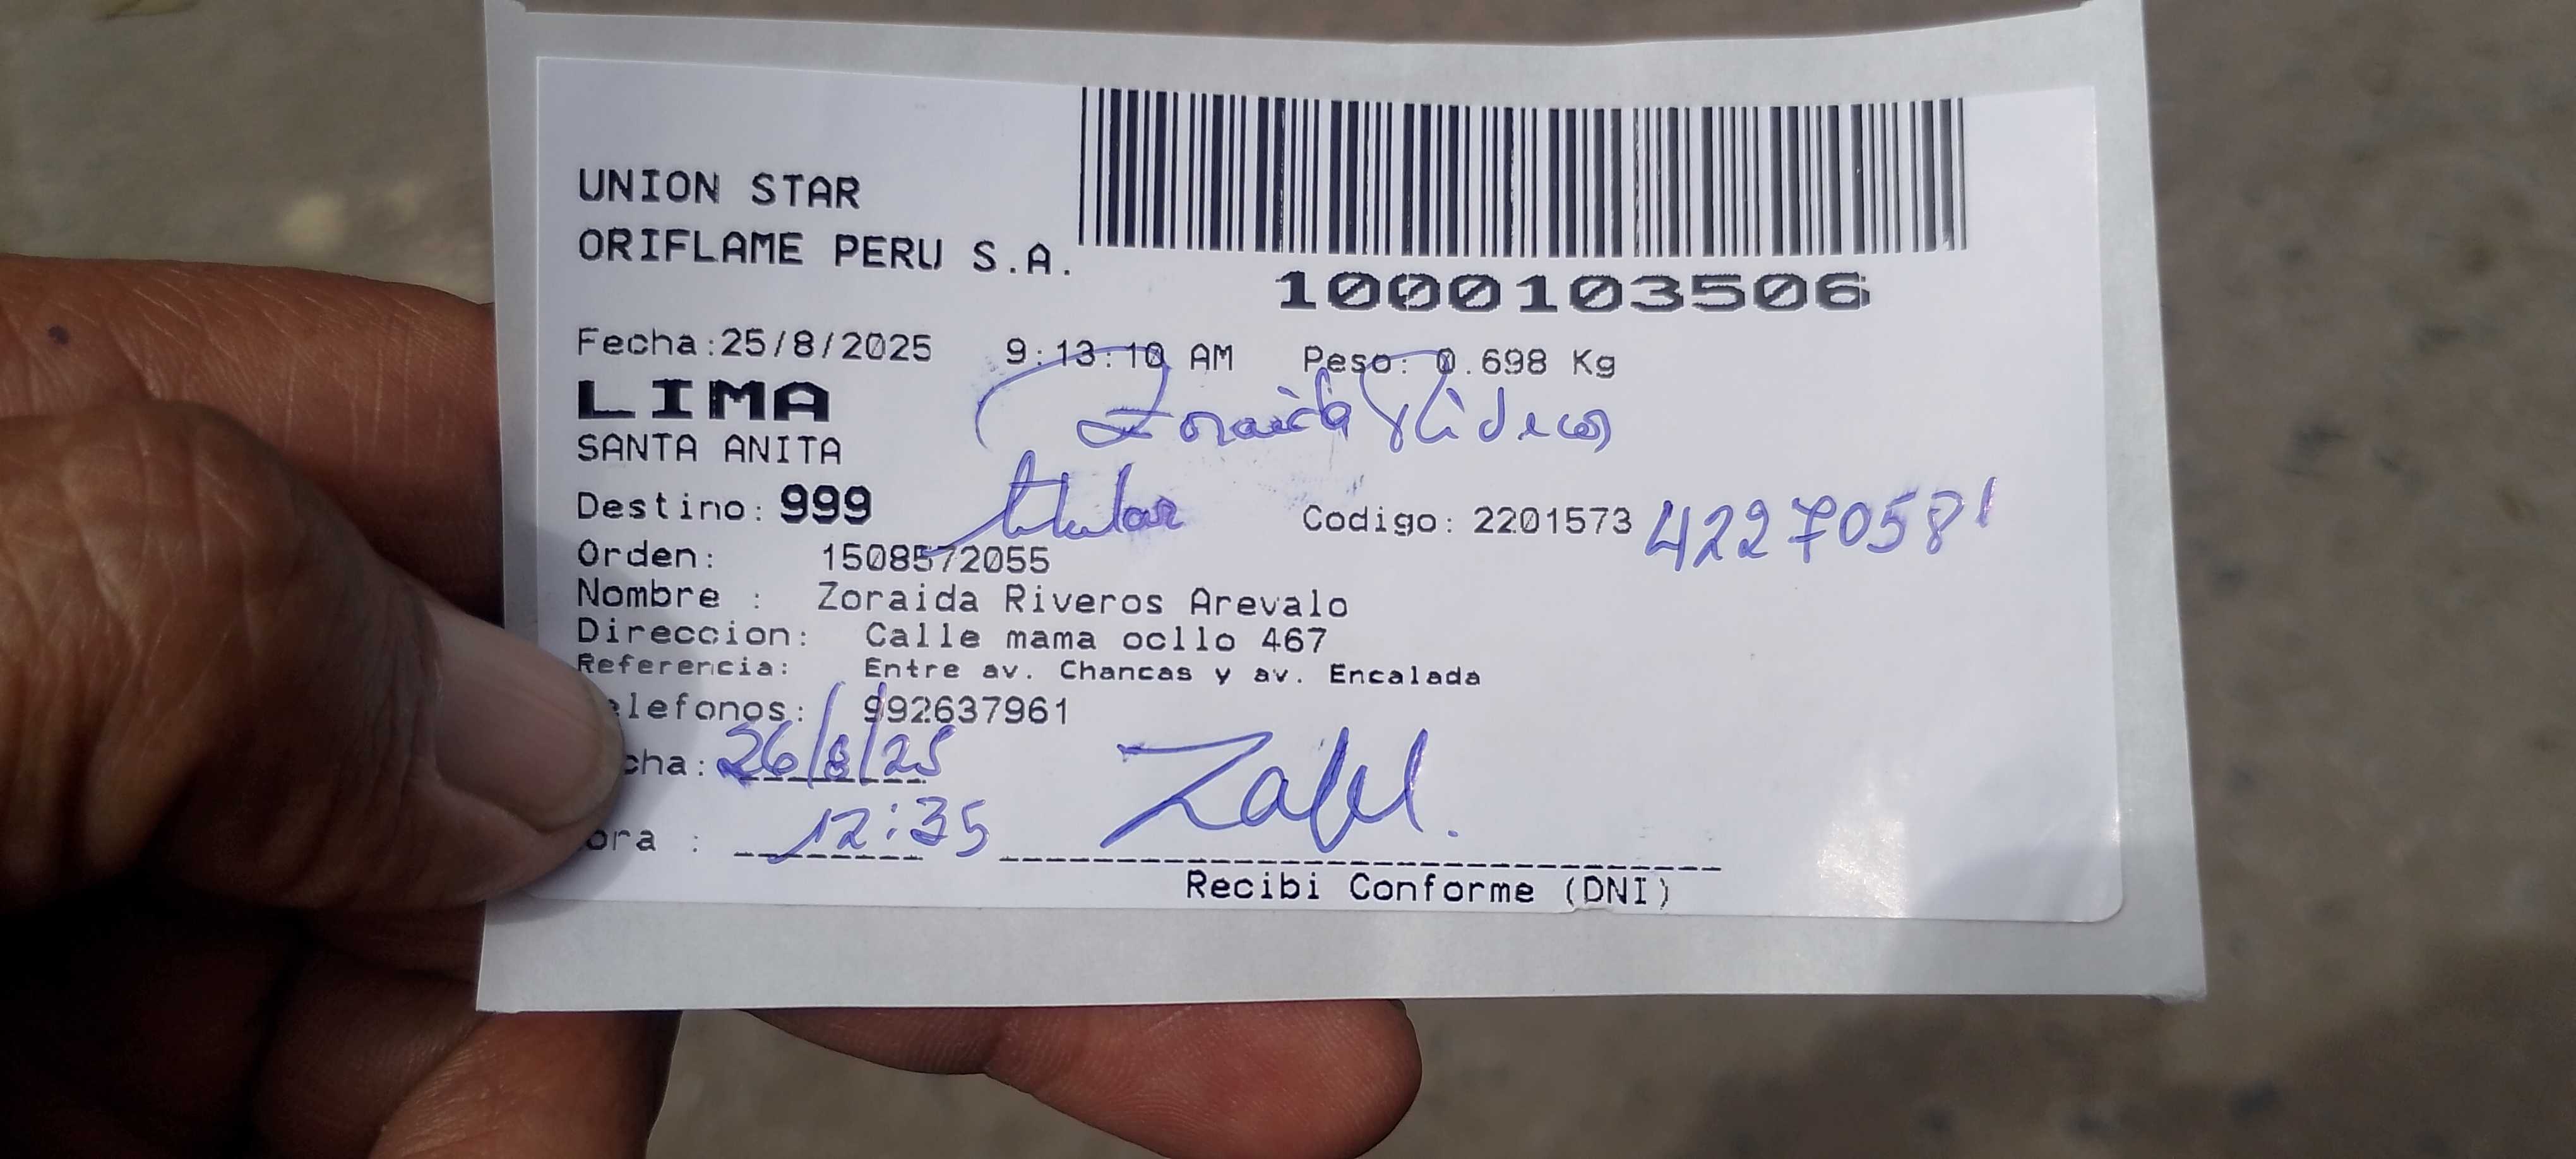 UNION STAR
ORIFLAME PERU S.A.
1000103506
Fecha:25/8/2025 9:13:10 AM Peso: 0.698 Kg
LIMA
Zoraida
SANTA ANITA
titular
Destino: 999 Codigo: 2201573 42270581
Orden: 1508572055
Nombre : Zoraida Riveros Arevalo
Direccion: Calle mama ocllo 467
Referencia: Entre av. Chancas y av. Encalada
elefonos: 992637961
cha: 26/8/25
ora : 12:35
Recibi Conforme (DNI)